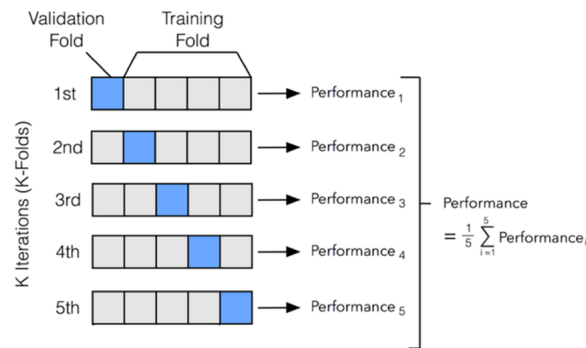 Validation
Fold
Training
Fold
K Iterations (K-Folds)
1st
Performance 1
2nd
Performance 2
3rd
Performance 3
4th
Performance 4
5th
Performance 5
Performance
= 1/5 5 ∑ i=1 Performance i